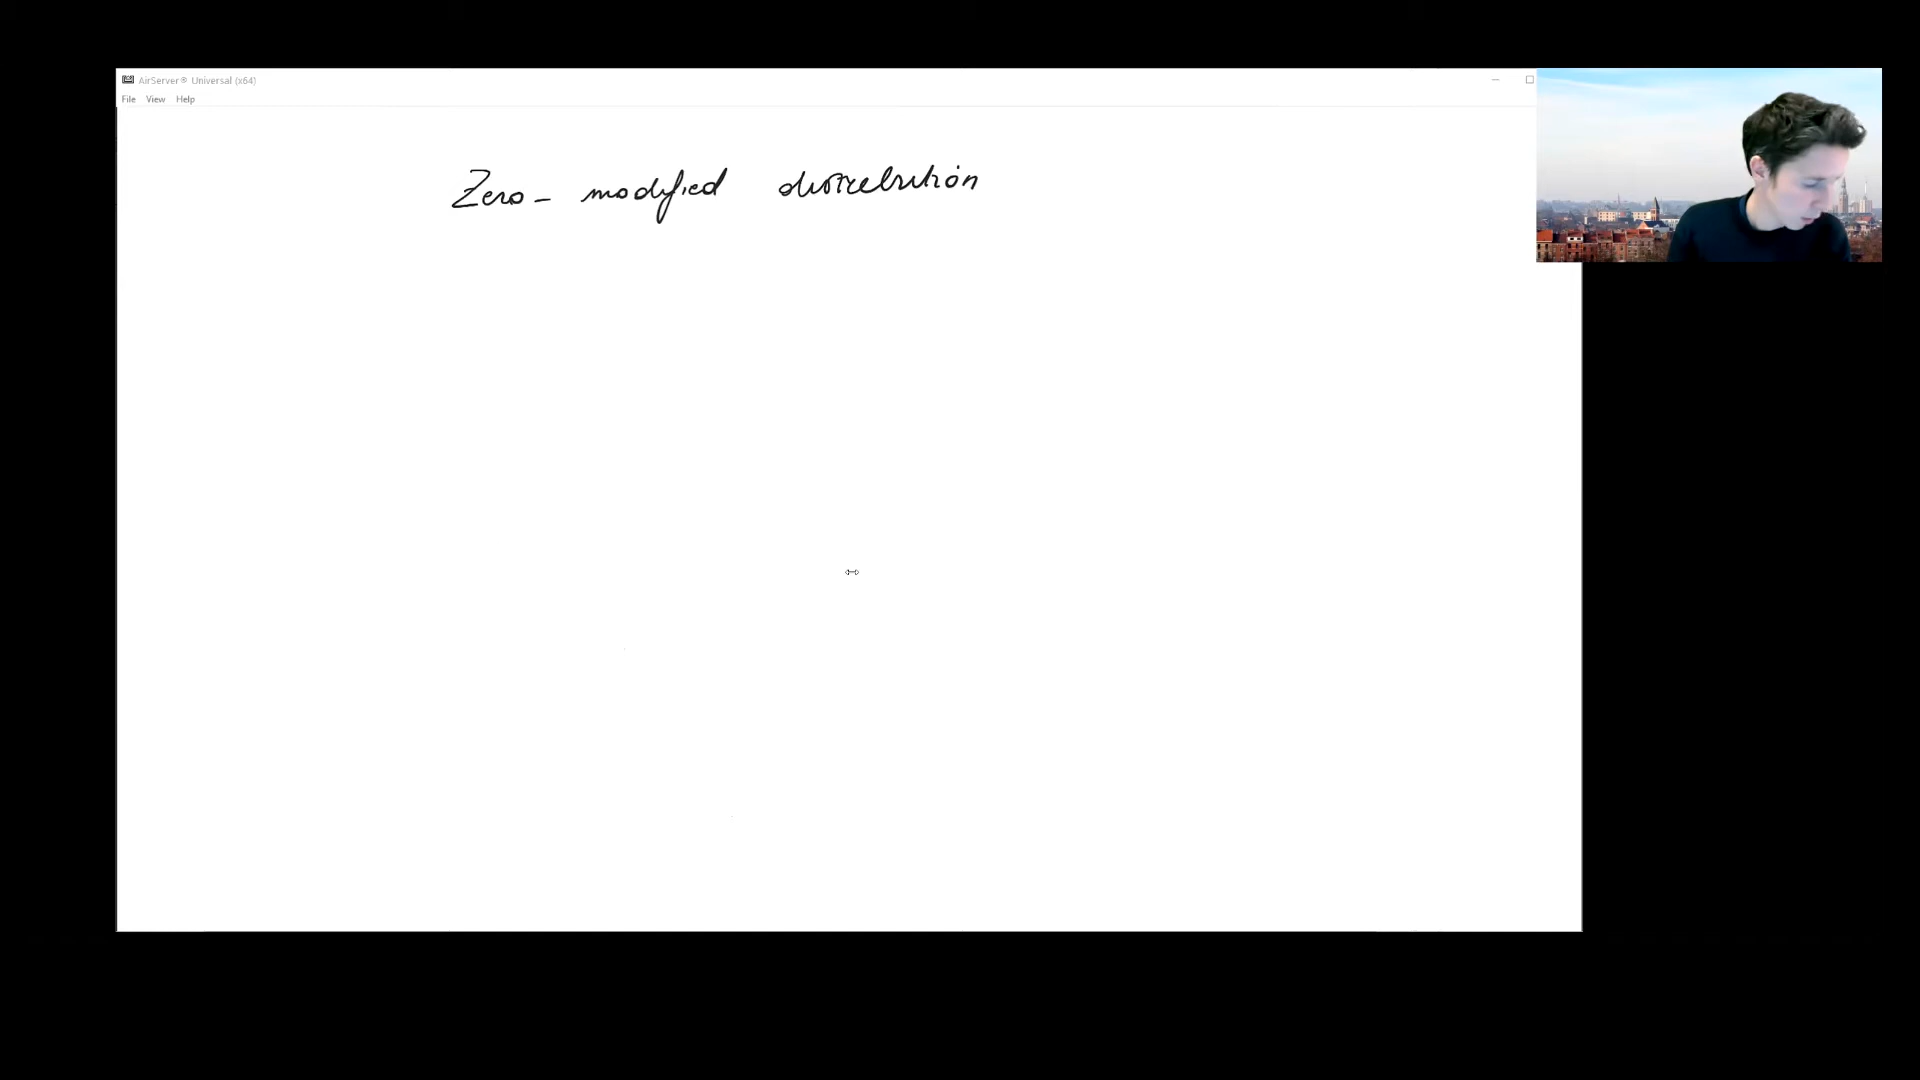 AirServer® Universal (x64)
File View Help
Zero- modified distribution